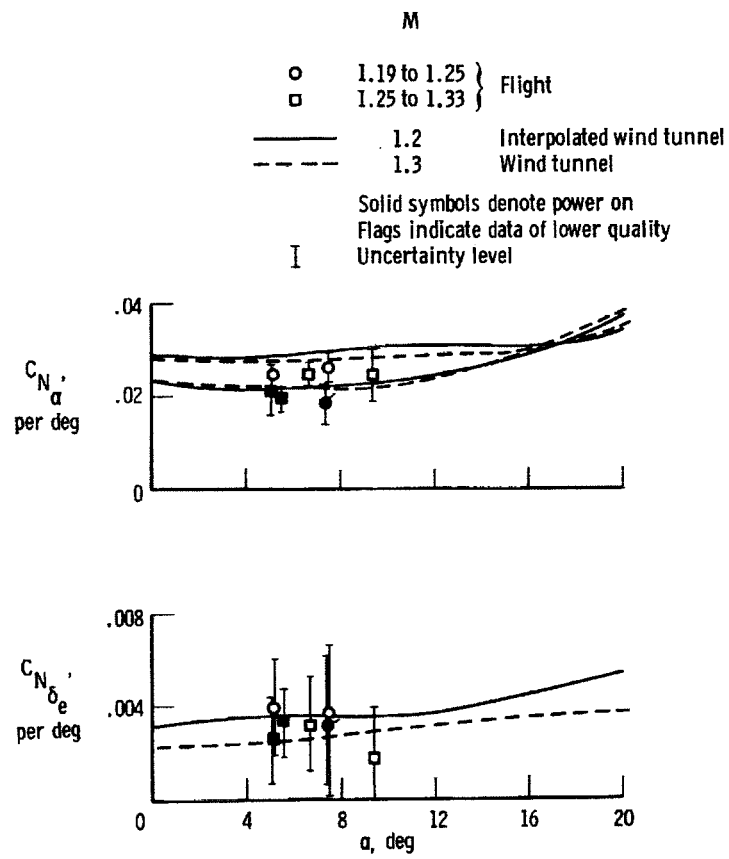 M
1.19 to 1.25
1.25 to 1.33
Flight
1.2 Interpolated wind tunnel
1.3 Wind tunnel
Solid symbols denote power on
Flags indicate data of lower quality
Uncertainty level
.04
C_N_α,
per deg
.02
0
.008
C_N_δ_e,
per deg
.004
0 4 8 12 16 20
α, deg